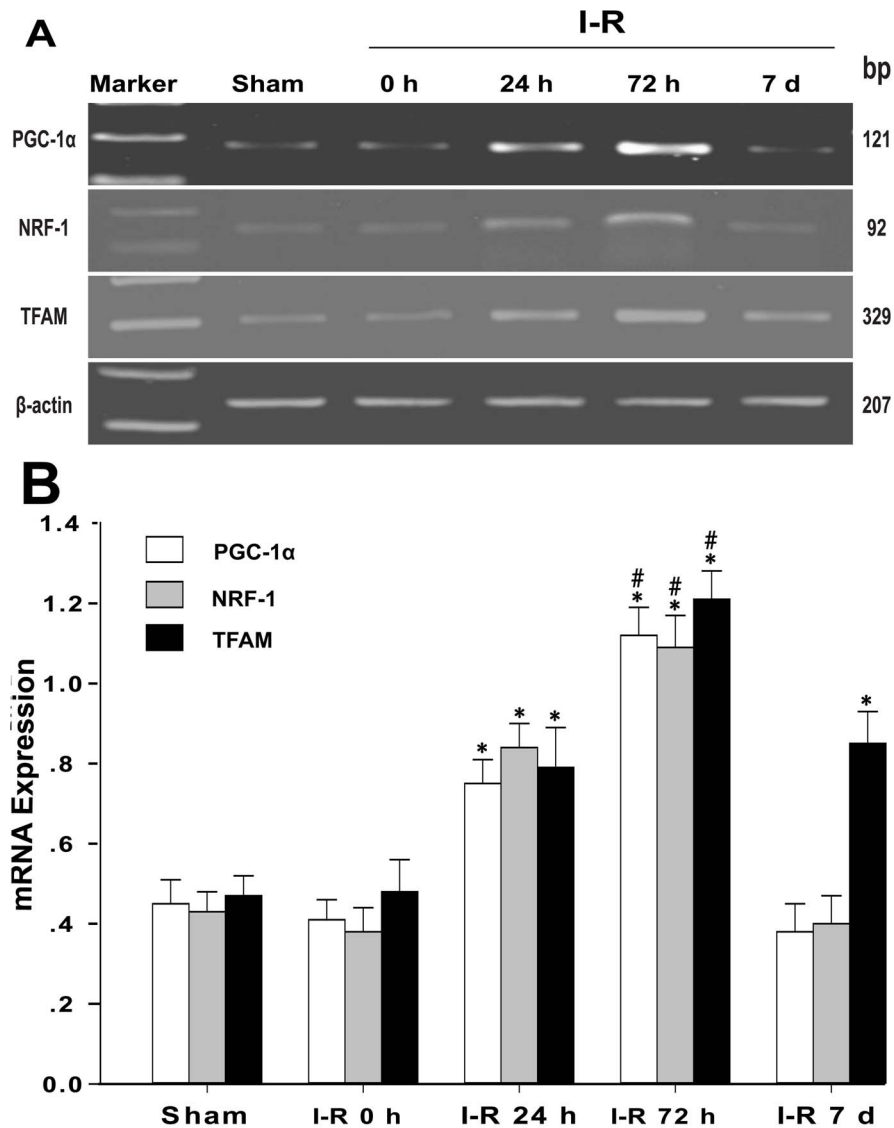 A
I-R
Marker Sham 0 h 24 h 72 h 7 d bp
PGC-1α 121
NRF-1 92
TFAM 329
β-actin 207
B
mRNA Expression
1.4
1.2
1.0
.8
.6
.4
.2
0.0
PGC-1α
NRF-1
TFAM
* * *
# # #
* * *
*
Sham I-R 0 h I-R 24 h I-R 72 h I-R 7 d